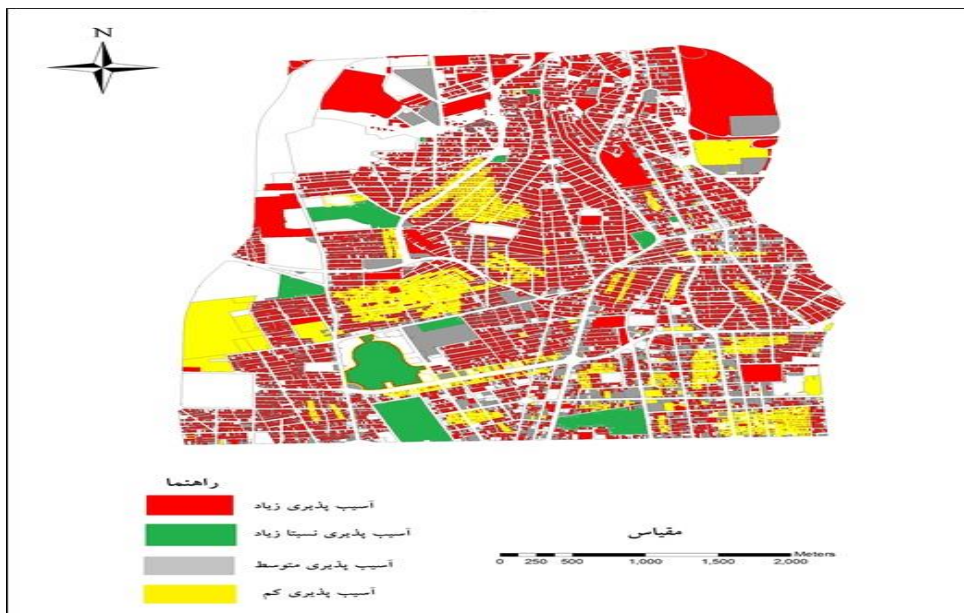 N
راهنما
آسیب پذیری زیاد
آسیب پذیری نسبتا زیاد
آسیب پذیری متوسط
آسیب پذیری کم
مقیاس
Meters
0 250 500 1,000 1,500 2,000